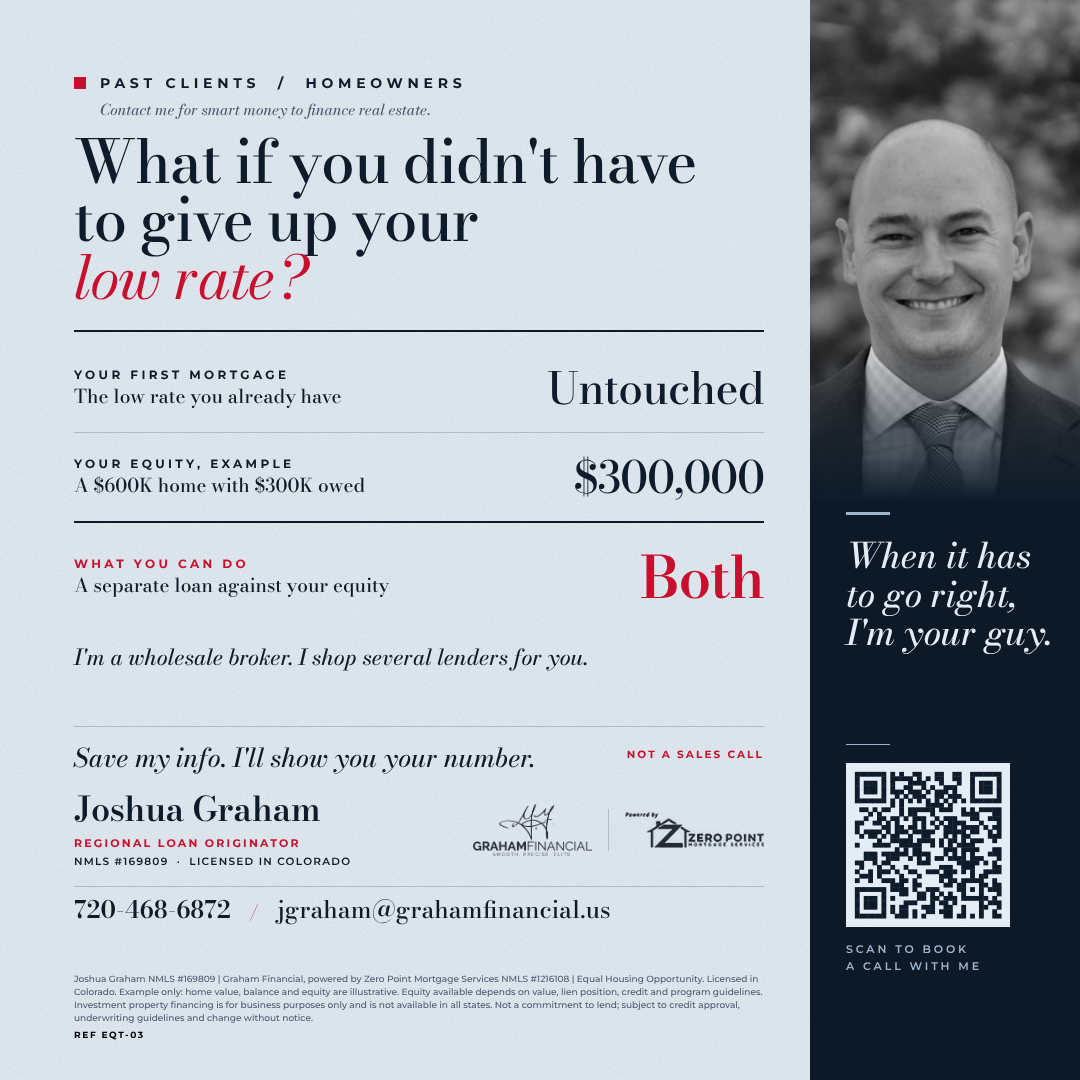 PAST CLIENTS / HOMEOWNERS
Contact me for smart money to finance real estate.
What if you didn't have
to give up your
low rate?
YOUR FIRST MORTGAGE
The low rate you already have
Untouched
YOUR EQUITY, EXAMPLE
A $600K home with $300K owed
$300,000
WHAT YOU CAN DO
A separate loan against your equity
Both
I'm a wholesale broker. I shop several lenders for you.
Save my info. I'll show you your number.
NOT A SALES CALL
Joshua Graham
REGIONAL LOAN ORIGINATOR
NMLS #169809 · LICENSED IN COLORADO
GRAHAMFINANCIAL
SMOOTH. PRECISE. ELITE.
Powered by
ZERO POINT
MORTGAGE SERVICES
720-468-6872 / jgraham@grahamfinancial.us
Joshua Graham NMLS #169809 | Graham Financial, powered by Zero Point Mortgage Services NMLS #1216108 | Equal Housing Opportunity. Licensed in
Colorado. Example only: home value, balance and equity are illustrative. Equity available depends on value, lien position, credit and program guidelines.
Investment property financing is for business purposes only and is not available in all states. Not a commitment to lend; subject to credit approval,
underwriting guidelines and change without notice.
REF EQT-03
When it has
to go right,
I'm your guy.
SCAN TO BOOK
A CALL WITH ME